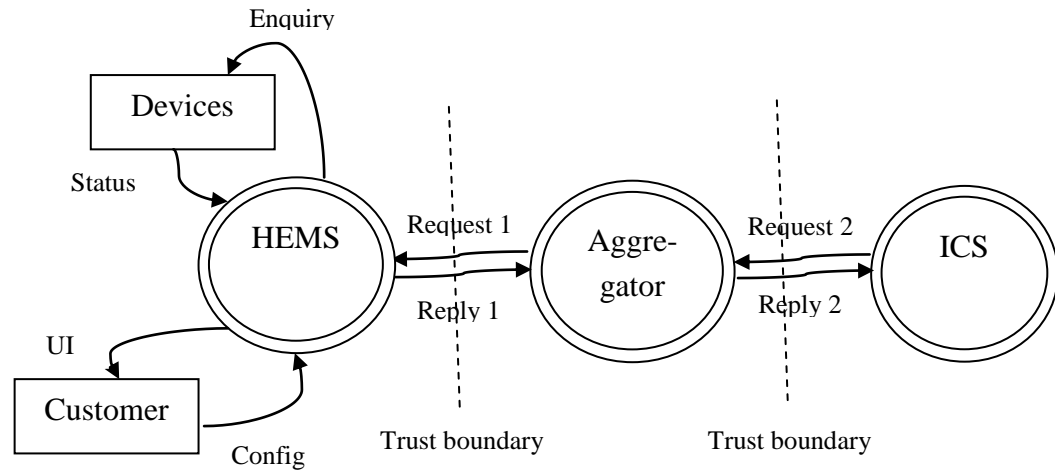 Enquiry
Devices
Status
HEMS
Request 1
Reply 1
Aggre-
gator
Request 2
Reply 2
ICS
UI
Customer
Config
Trust boundary
Trust boundary